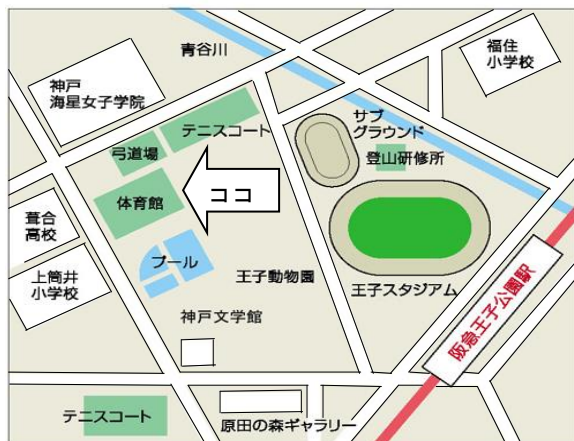 青谷川
福住
小学校
神戸
海星女子学院
テニスコート
サブ
グラウンド
弓道場
登山研修所
体育館
ココ
葺合
高校
プール
上筒井
小学校
王子動物園
王子スタジアム
神戸文学館
阪急王子公園駅
テニスコート
原田の森ギャラリー